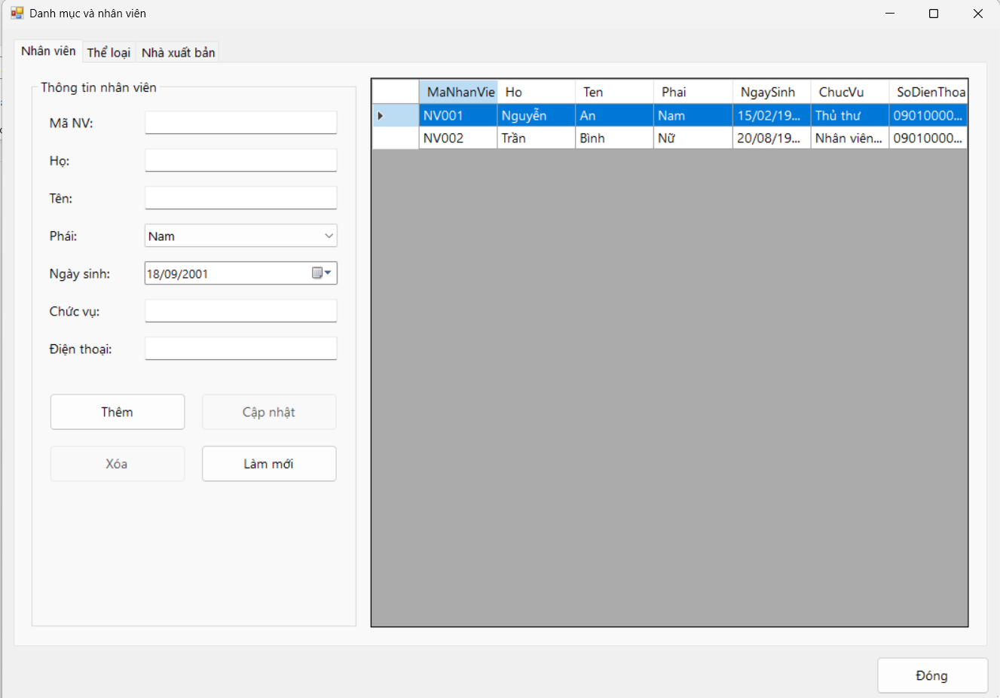 Danh mục và nhân viên
Nhân viên Thể loại Nhà xuất bản
Thông tin nhân viên
Mã NV:
Họ:
Tên:
Phái: Nam
Ngày sinh: 18/09/2001
Chức vụ:
Điện thoại:
Thêm Cập nhật
Xóa Làm mới
MaNhanVie Ho Ten Phai NgaySinh ChucVu SoDienThoa
NV001 Nguyễn An Nam 15/02/19... Thủ thư 09010000...
NV002 Trần Bình Nữ 20/08/19... Nhân viên... 09010000...
Đóng